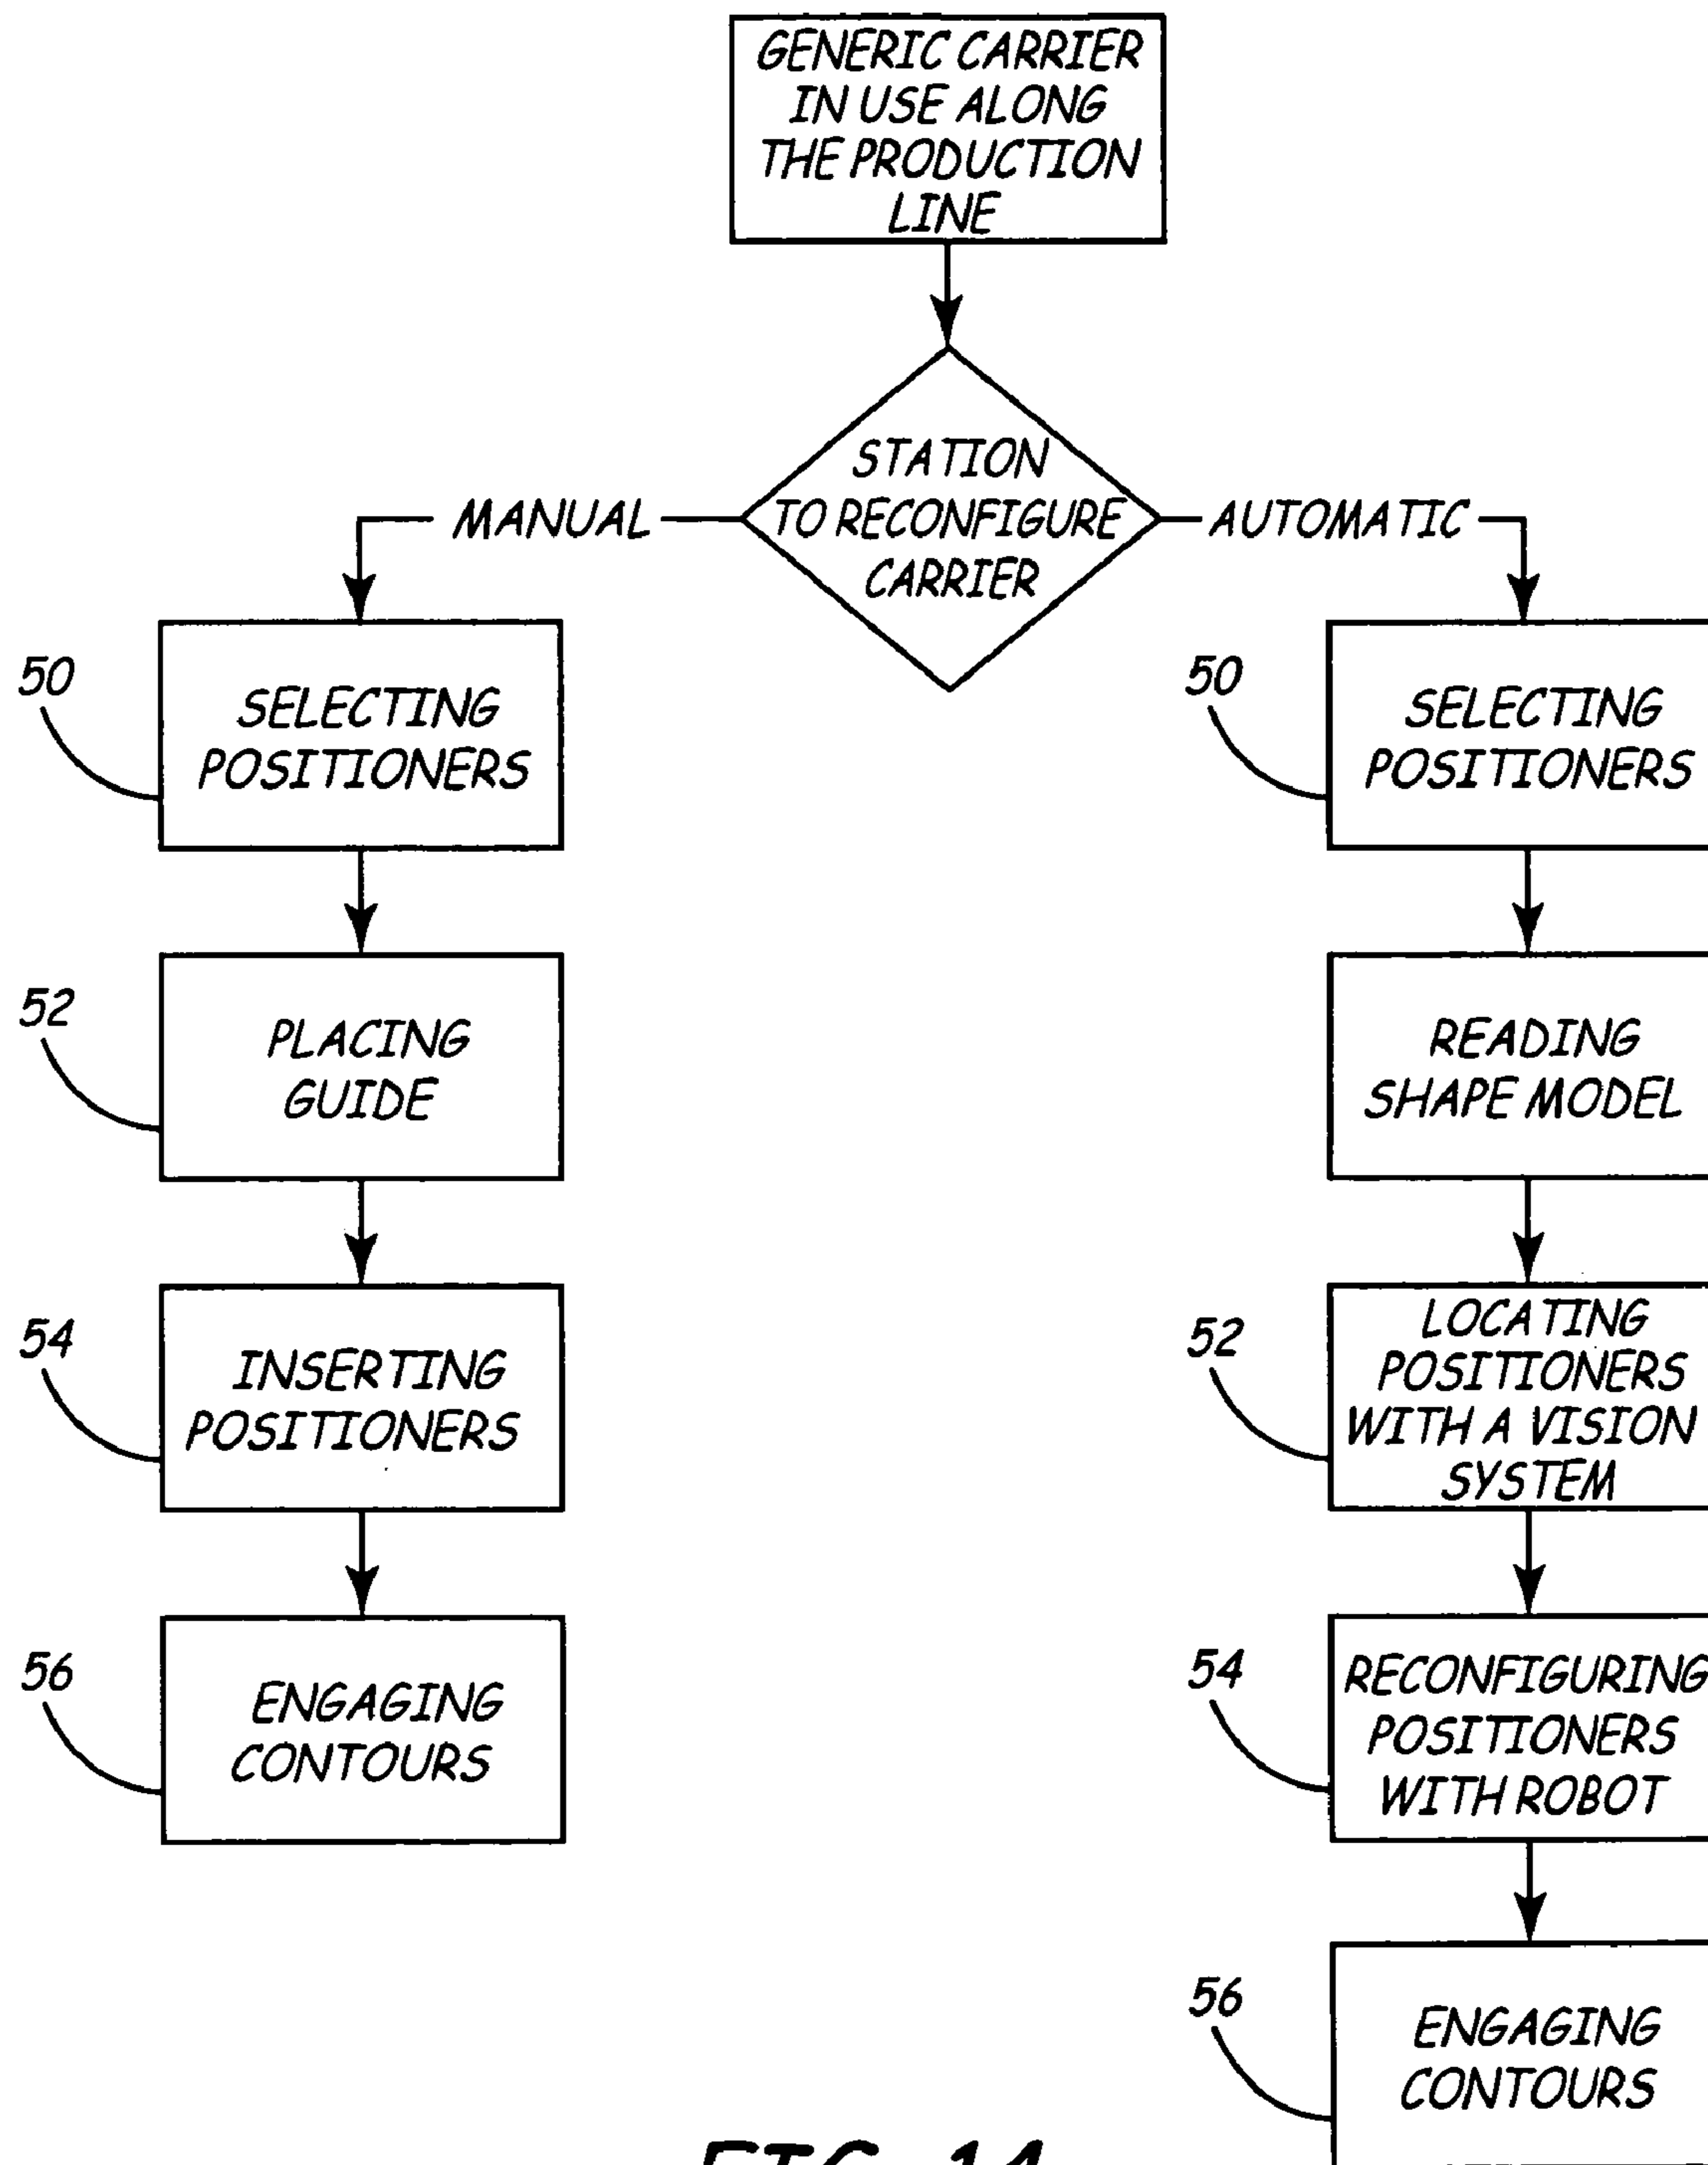 GENERIC CARRIER
IN USE ALONG
THE PRODUCTION
LINE
STATION
TO RECONFIGURE
CARRIER
MANUAL
AUTOMATIC
50
SELECTING
POSITIONERS
52
PLACING
GUIDE
54
INSERTING
POSITIONERS
56
ENGAGING
CONTOURS
50
SELECTING
POSITIONERS
READING
SHAPE MODEL
52
LOCATING
POSITIONERS
WITH A VISION
SYSTEM
54
RECONFIGURING
POSITIONERS
WITH ROBOT
56
ENGAGING
CONTOURS
FIG. 14